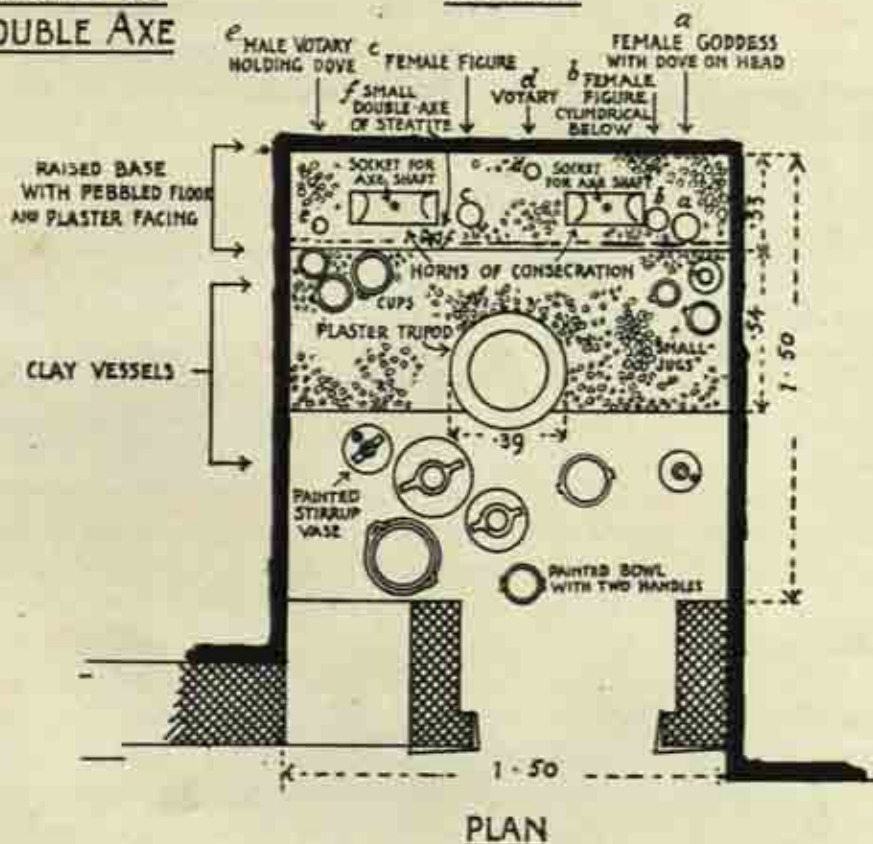 DOUBLE AXE
e MALE VOTARY
HOLDING DOVE
c FEMALE FIGURE
f SMALL
DOUBLE-AXE
OF STEATITE
d
VOTARY
b FEMALE
FIGURE
CYLINDRICAL
BELOW
a
FEMALE GODDESS
WITH DOVE ON HEAD
RAISED BASE
WITH PEBBLED FLOOR
AND PLASTER FACING
SOCKET FOR
AXE SHAFT
SOCKET
FOR AXE SHAFT
e
c
d
b
a
f
.53
HORNS OF CONSECRATION
CUPS
PLASTER TRIPOD
SMALL
JUGS
.54
1.50
CLAY VESSELS
.39
PAINTED
STIRRUP
VASE
PAINTED BOWL
WITH TWO HANDLES
1.50
PLAN